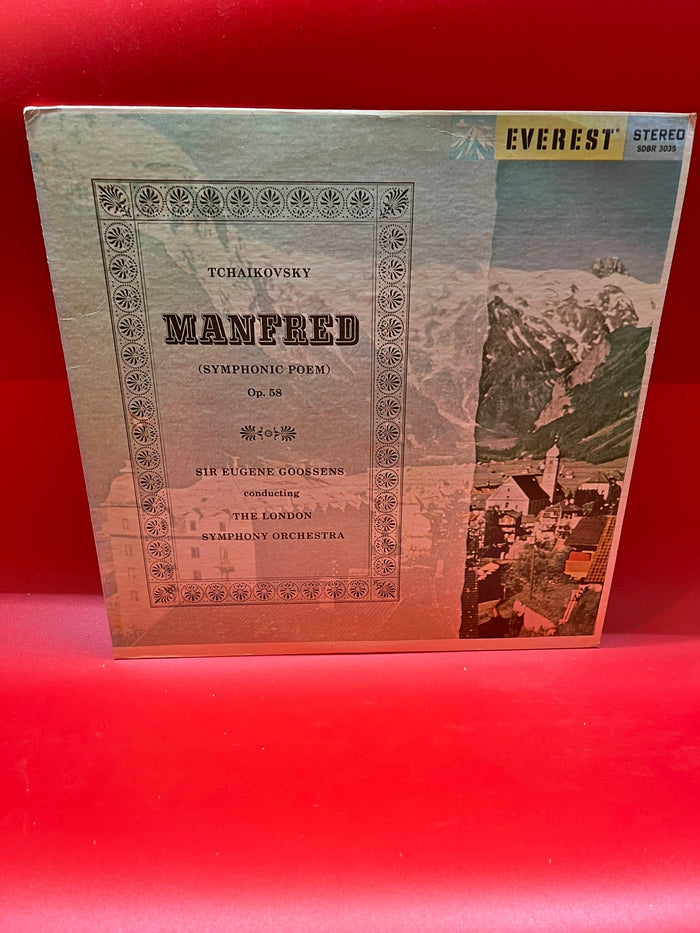 EVEREST
STEREO
SDBR 3035
TCHAIKOVSKY
MANFRED
(SYMPHONIC POEM)
Op. 58
SIR EUGENE GOOSSENS
conducting
THE LONDON
SYMPHONY ORCHESTRA